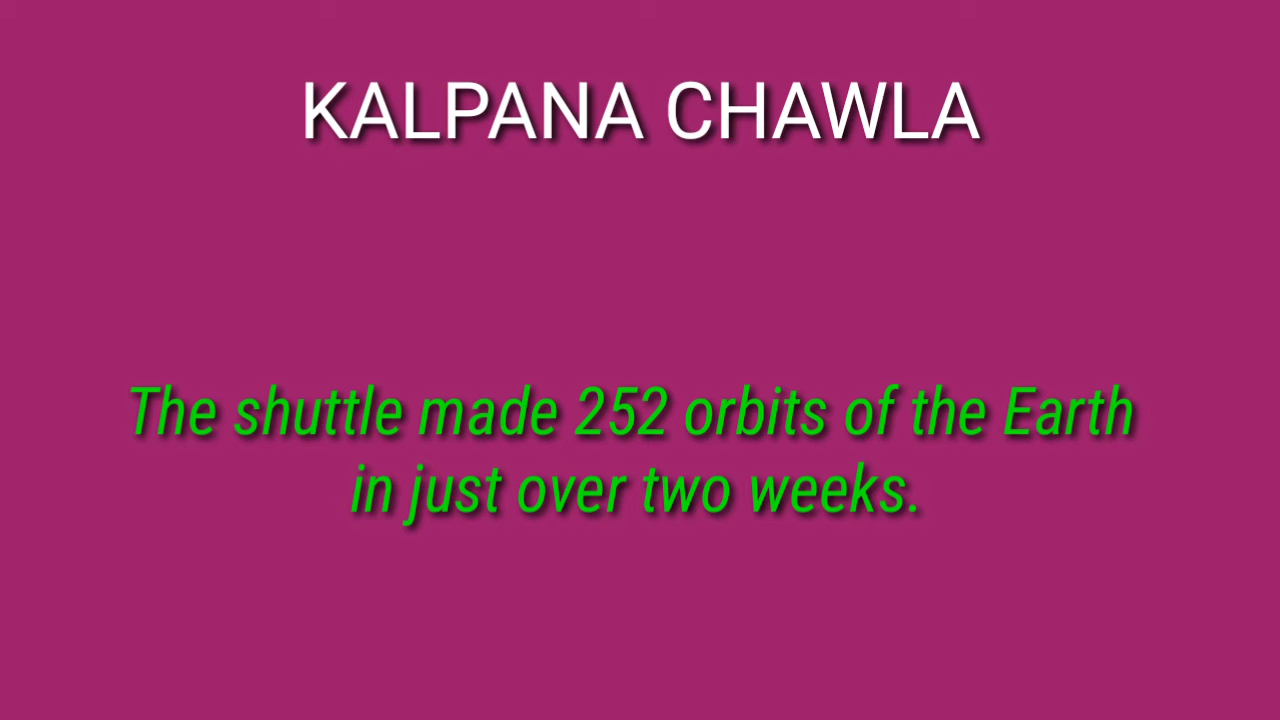 KALPANA CHAWLA
The shuttle made 252 orbits of the Earth
in just over two weeks.